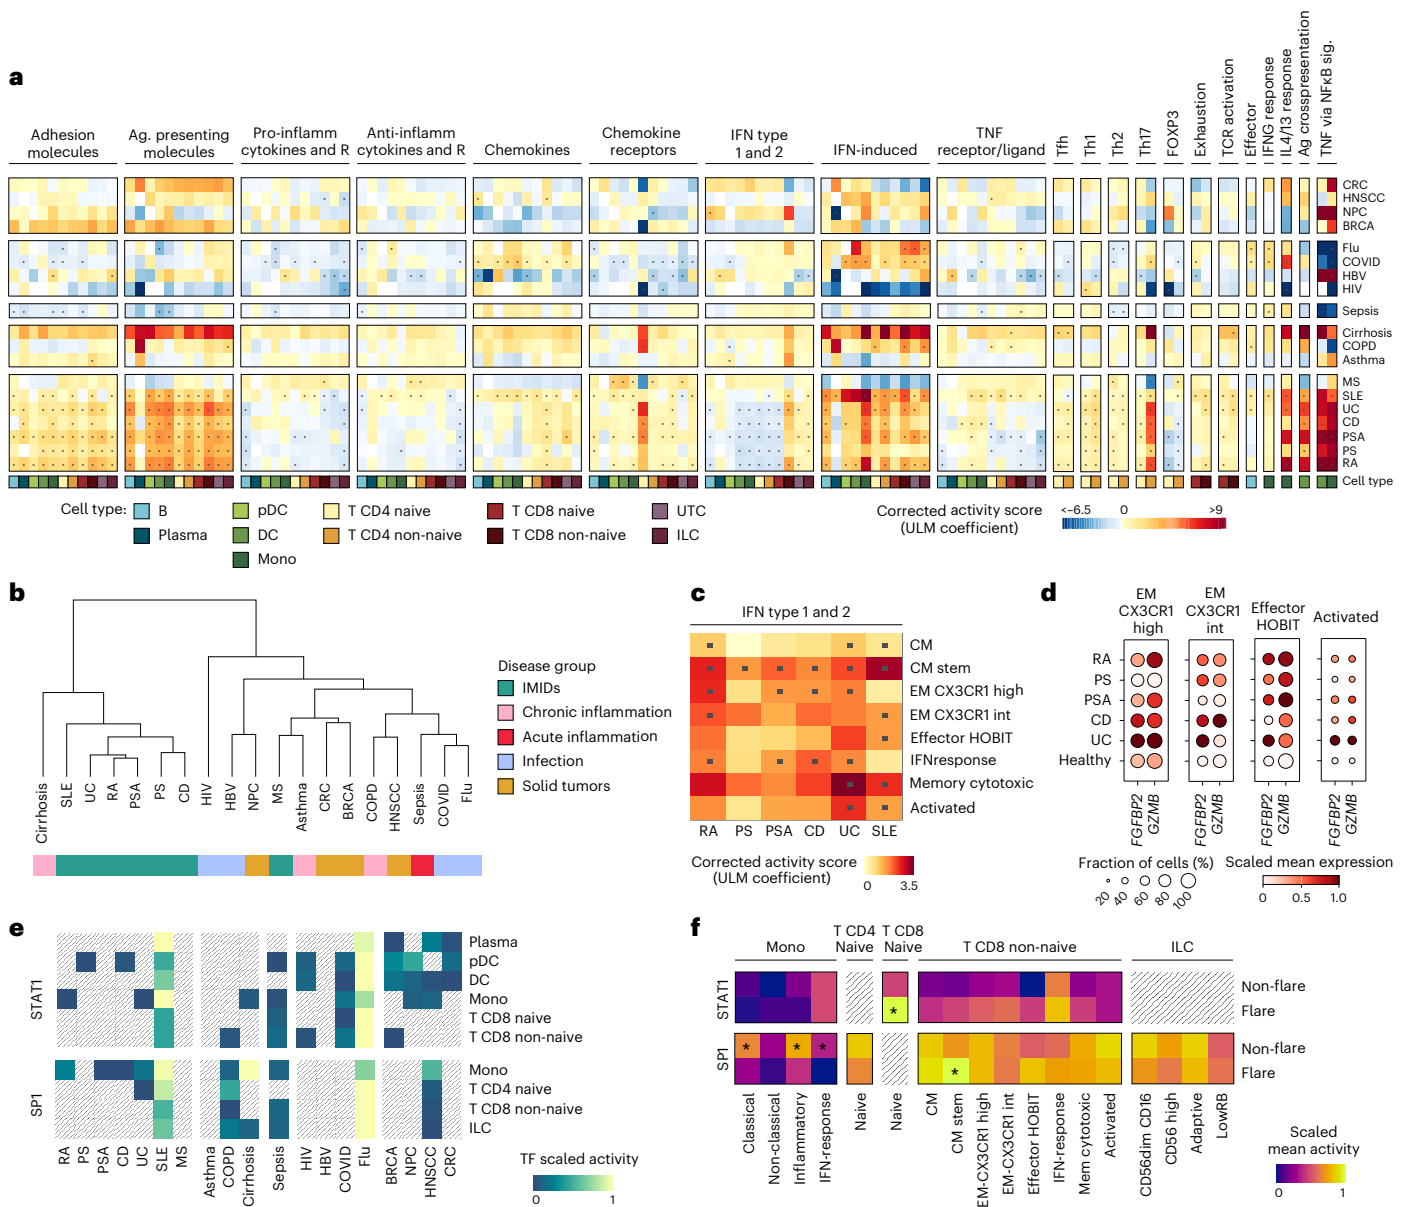 a
Adhesion
molecules
Ag. presenting
molecules
Pro-inflamm
cytokines and R
Anti-inflamm
cytokines and R
Chemokines
Chemokine
receptors
IFN type
1 and 2
IFN-induced
TNF
receptor/ligand
Tfh
Th1
Th2
Th17
FOXP3
Exhaustion
TCR activation
Effector
IFNG response
IL4/13 response
Ag crosspresentation
TNF via NFκB sig.
CRC
HNSCC
NPC
BRCA
Flu
COVID
HBV
HIV
Sepsis
Cirrhosis
COPD
Asthma
MS
SLE
UC
CD
PSA
PS
RA
Cell type
Cell type:
B
Plasma
pDC
DC
Mono
T CD4 naive
T CD4 non-naive
T CD8 naive
T CD8 non-naive
UTC
ILC
Corrected activity score
(ULM coefficient)
<−6.5
0
>9
b
Cirrhosis
SLE
UC
RA
PSA
PS
CD
HIV
HBV
NPC
MS
Asthma
CRC
BRCA
COPD
HNSCC
Sepsis
COVID
Flu
Disease group
IMIDs
Chronic inflammation
Acute inflammation
Infection
Solid tumors
c
IFN type 1 and 2
CM
CM stem
EM CX3CR1 high
EM CX3CR1 int
Effector HOBIT
IFNresponse
Memory cytotoxic
Activated
RA
PS
PSA
CD
UC
SLE
Corrected activity score
(ULM coefficient)
0
3.5
d
EM
CX3CR1
high
EM
CX3CR1
int
Effector
HOBIT
Activated
RA
PS
PSA
CD
UC
Healthy
FGFBP2
GZMB
FGFBP2
GZMB
FGFBP2
GZMB
FGFBP2
GZMB
Fraction of cells (%)
20
40
60
80
100
Scaled mean expression
0
0.5
1.0
e
STAT1
Plasma
pDC
DC
Mono
T CD8 naive
T CD8 non-naive
SP1
Mono
T CD4 naive
T CD8 non-naive
ILC
RA
PS
PSA
CD
UC
SLE
MS
Asthma
COPD
Cirrhosis
Sepsis
HIV
HBV
COVID
Flu
BRCA
NPC
HNSCC
CRC
TF scaled activity
0
1
f
Mono
T CD4
Naive
T CD8
Naive
T CD8 non-naive
ILC
STAT1
Non-flare
Flare
*
SP1
Non-flare
Flare
*
*
*
*
Classical
Non-classical
Inflammatory
IFN-response
Naive
Naive
CM
CM stem
EM-CX3CR1 high
EM-CX3CR1 int
Effector HOBIT
IFN-response
Mem cytotoxic
Activated
CD56dim CD16
CD56 high
Adaptive
LowRB
Scaled
mean activity
0
1